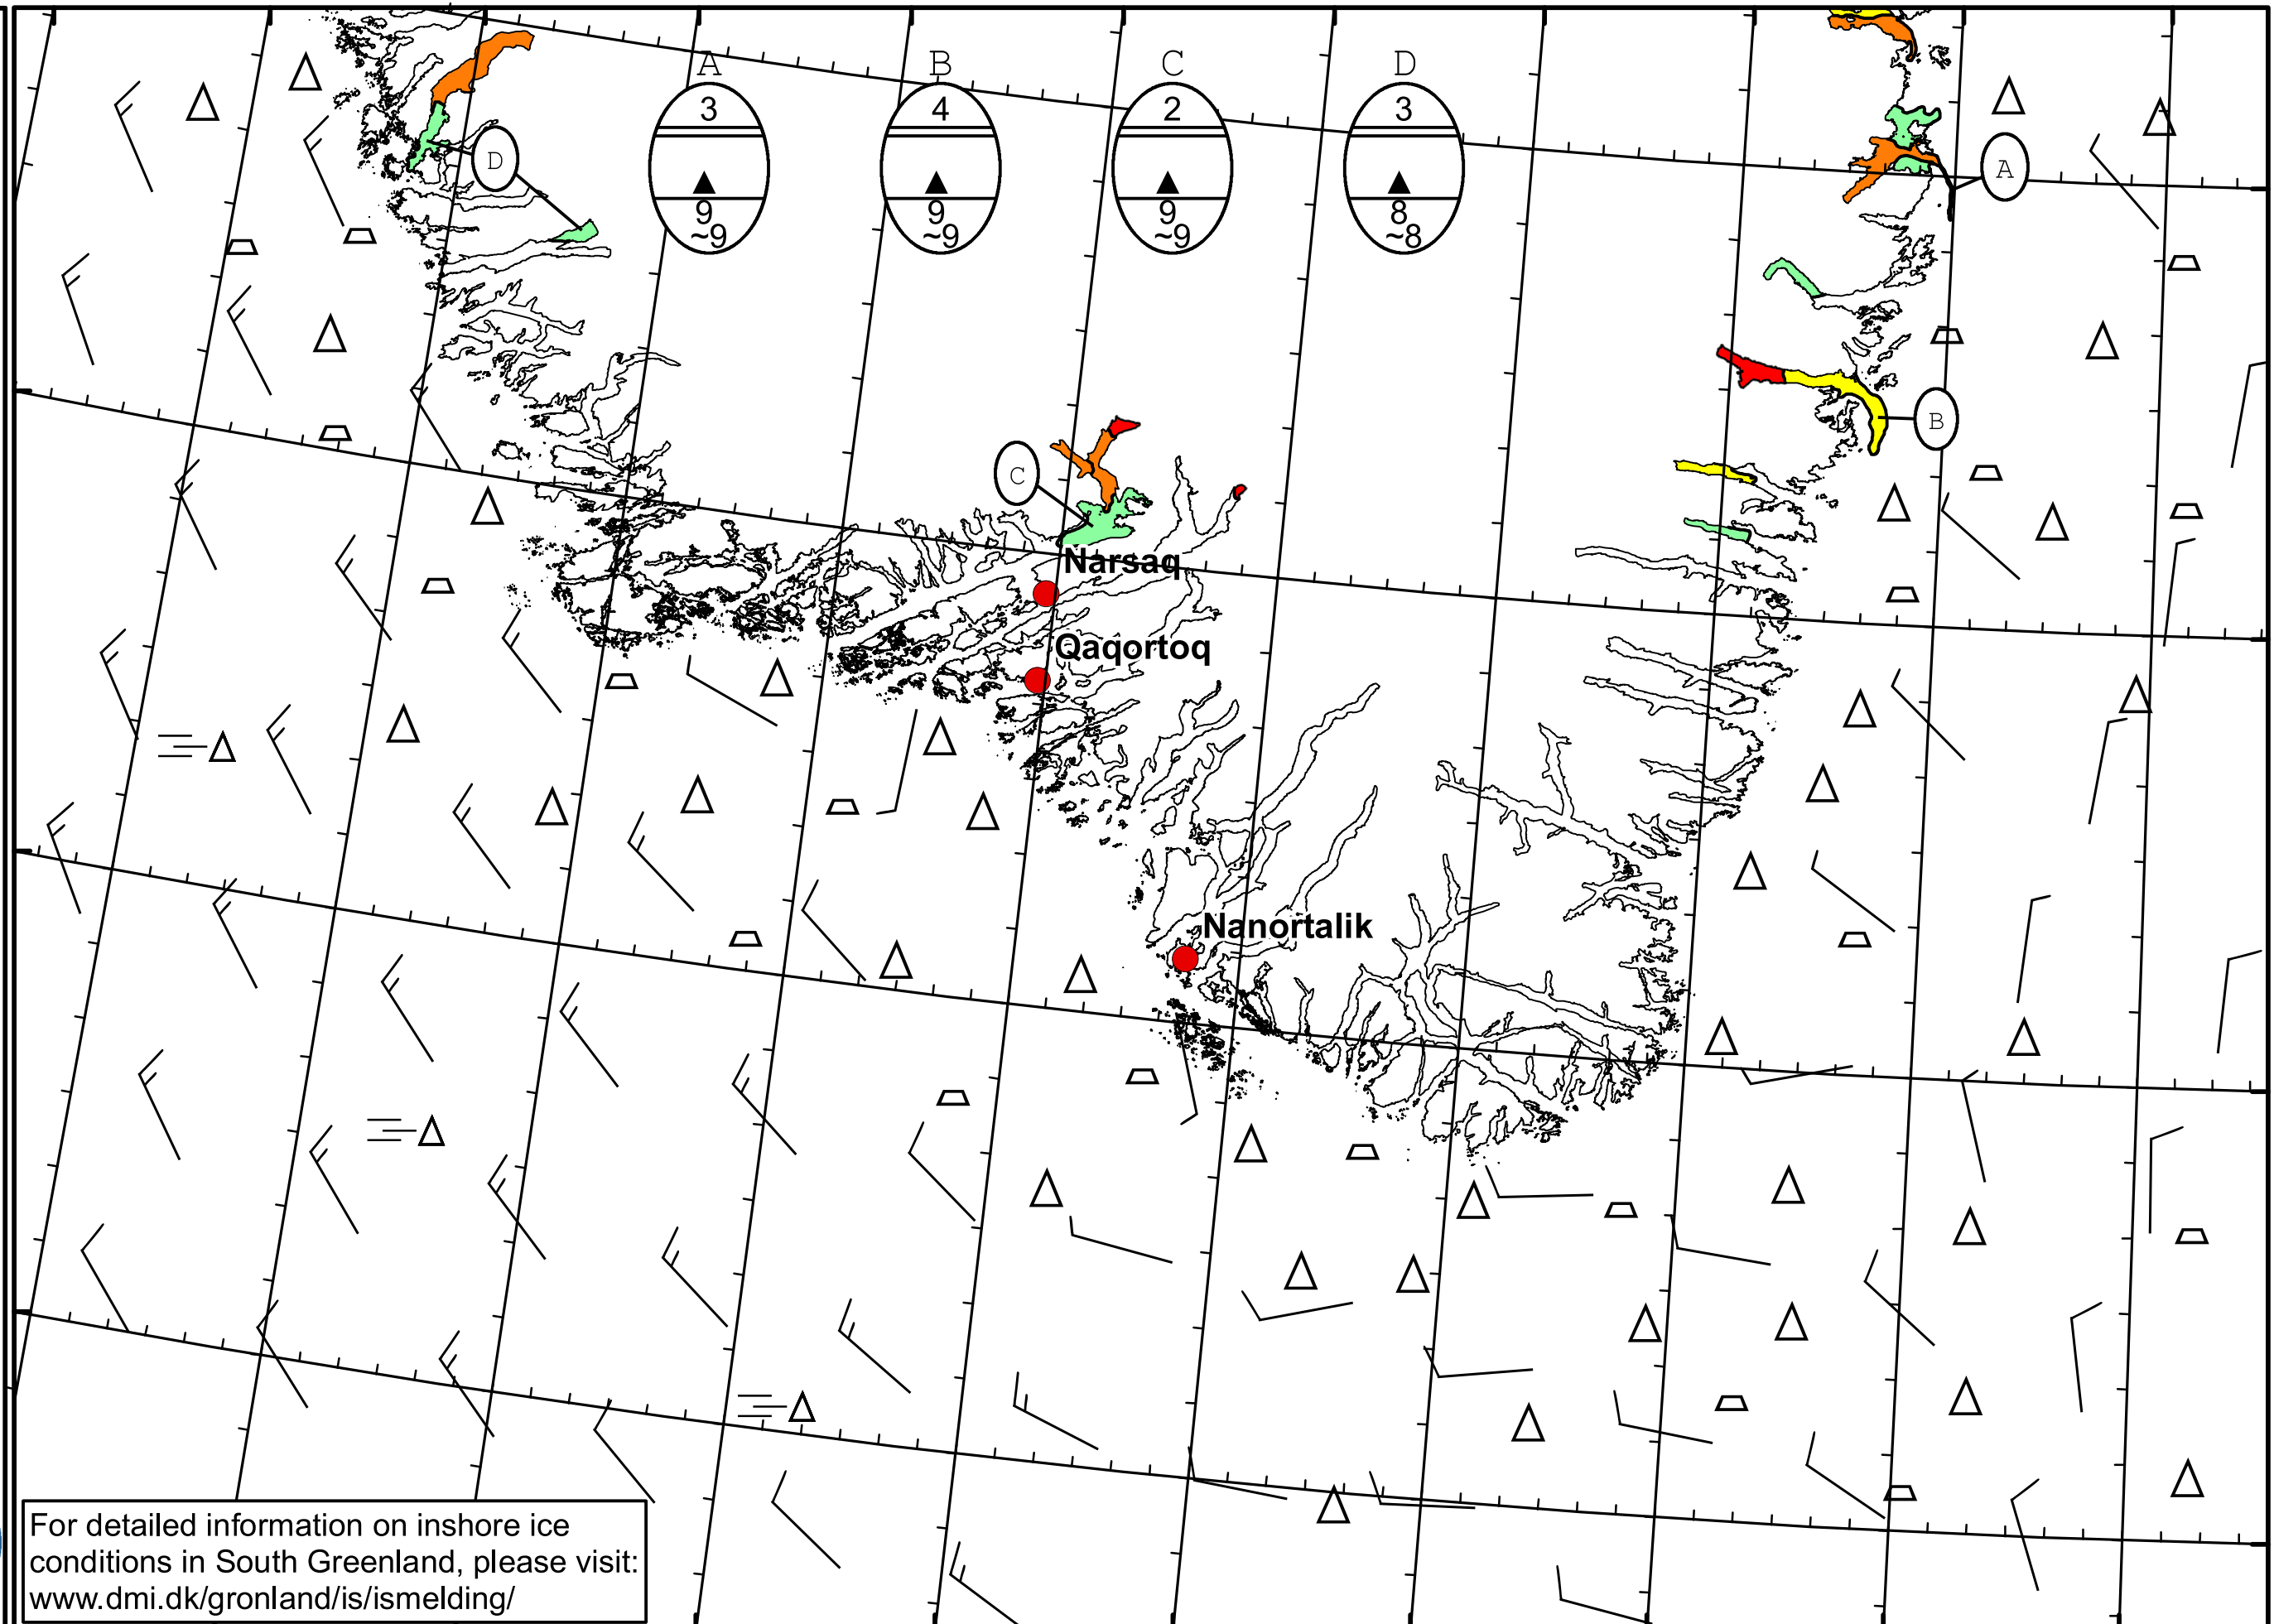 A B C D
3 4 2 3
9 9 9 8
~9 ~9 ~9 ~8
D
A
B
C
Narsaq
Qaqortoq
Nanortalik
For detailed information on inshore ice
conditions in South Greenland, please visit:
www.dmi.dk/gronland/is/ismelding/